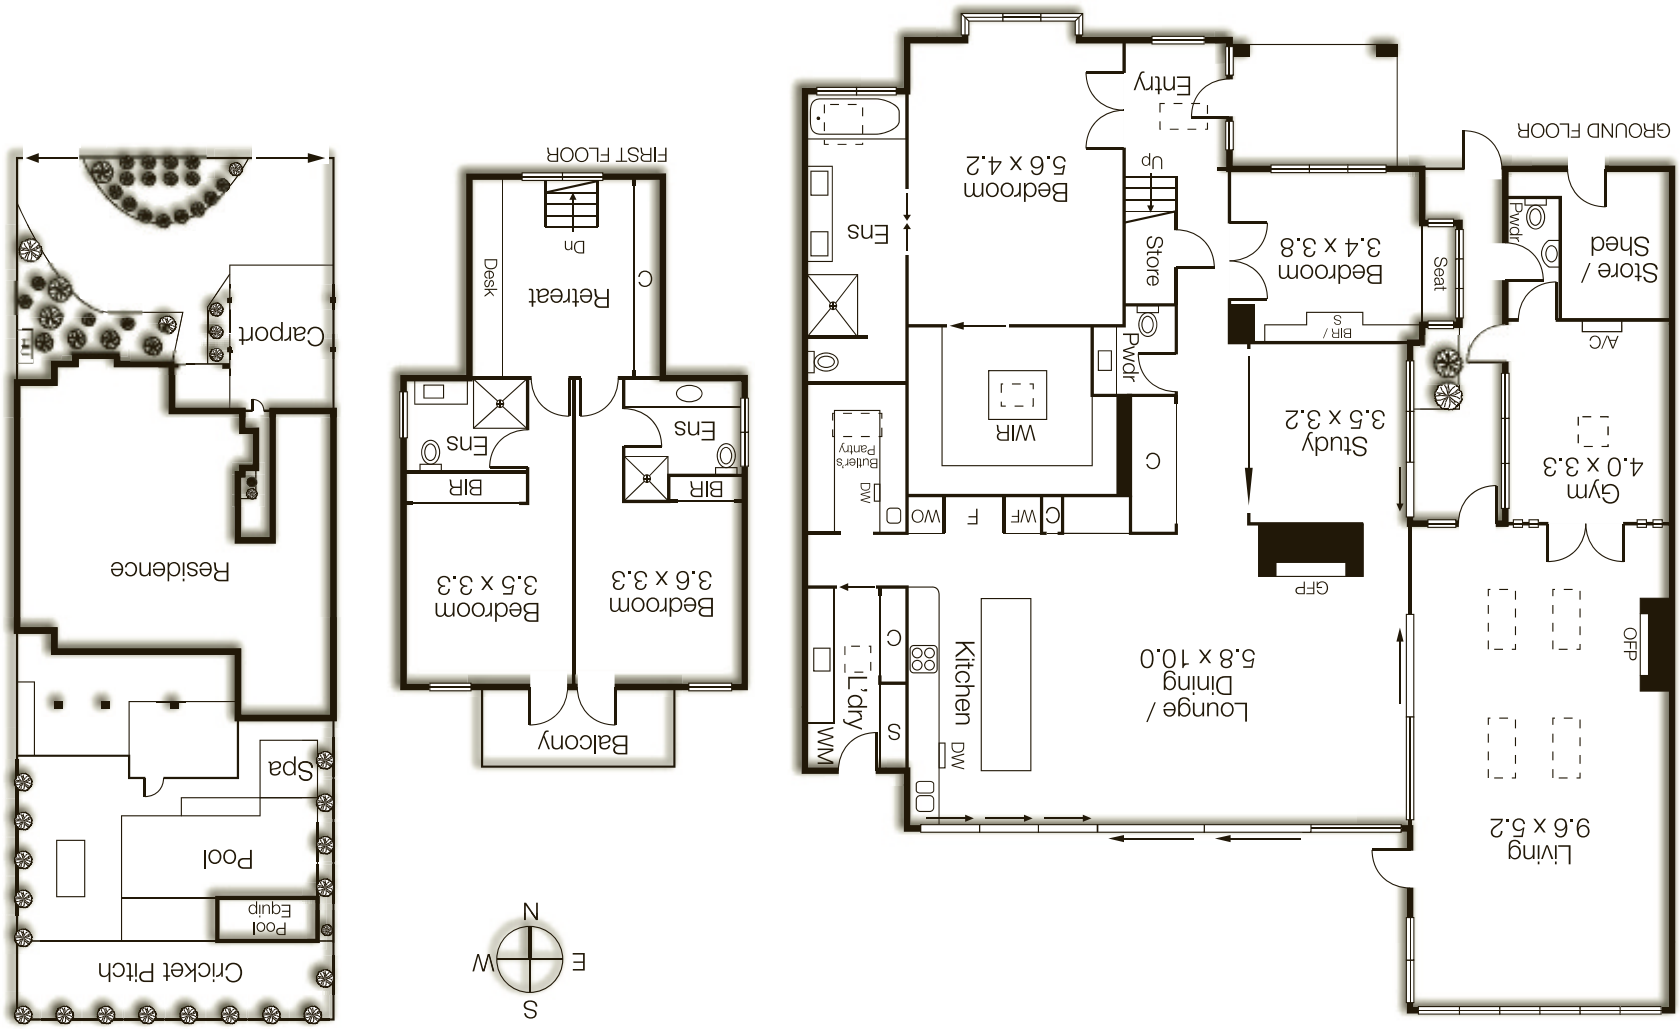 Living
9.6 x 5.2
OFP
Gym
4.0 x 3.3
A/C
Store /
Shed
Pwdr
GROUND FLOOR
Lounge /
Dining
5.8 x 10.0
GFP
Kitchen
DW
S
C
L'dry
WM
C
WF
F
WO
DW
Butler's
Pantry
Study
3.5 x 3.2
C
WIR
Pwdr
BIR /
S
Seat
Bedroom
3.4 x 3.8
Store
Up
Bedroom
5.6 x 4.2
Ens
Entry
S
E
W
N
Balcony
Bedroom
3.6 x 3.3
Bedroom
3.5 x 3.3
BIR
BIR
Ens
Ens
C
Retreat
Desk
Dn
FIRST FLOOR
Cricket Pitch
Pool
Equip
Pool
Spa
Residence
Carport